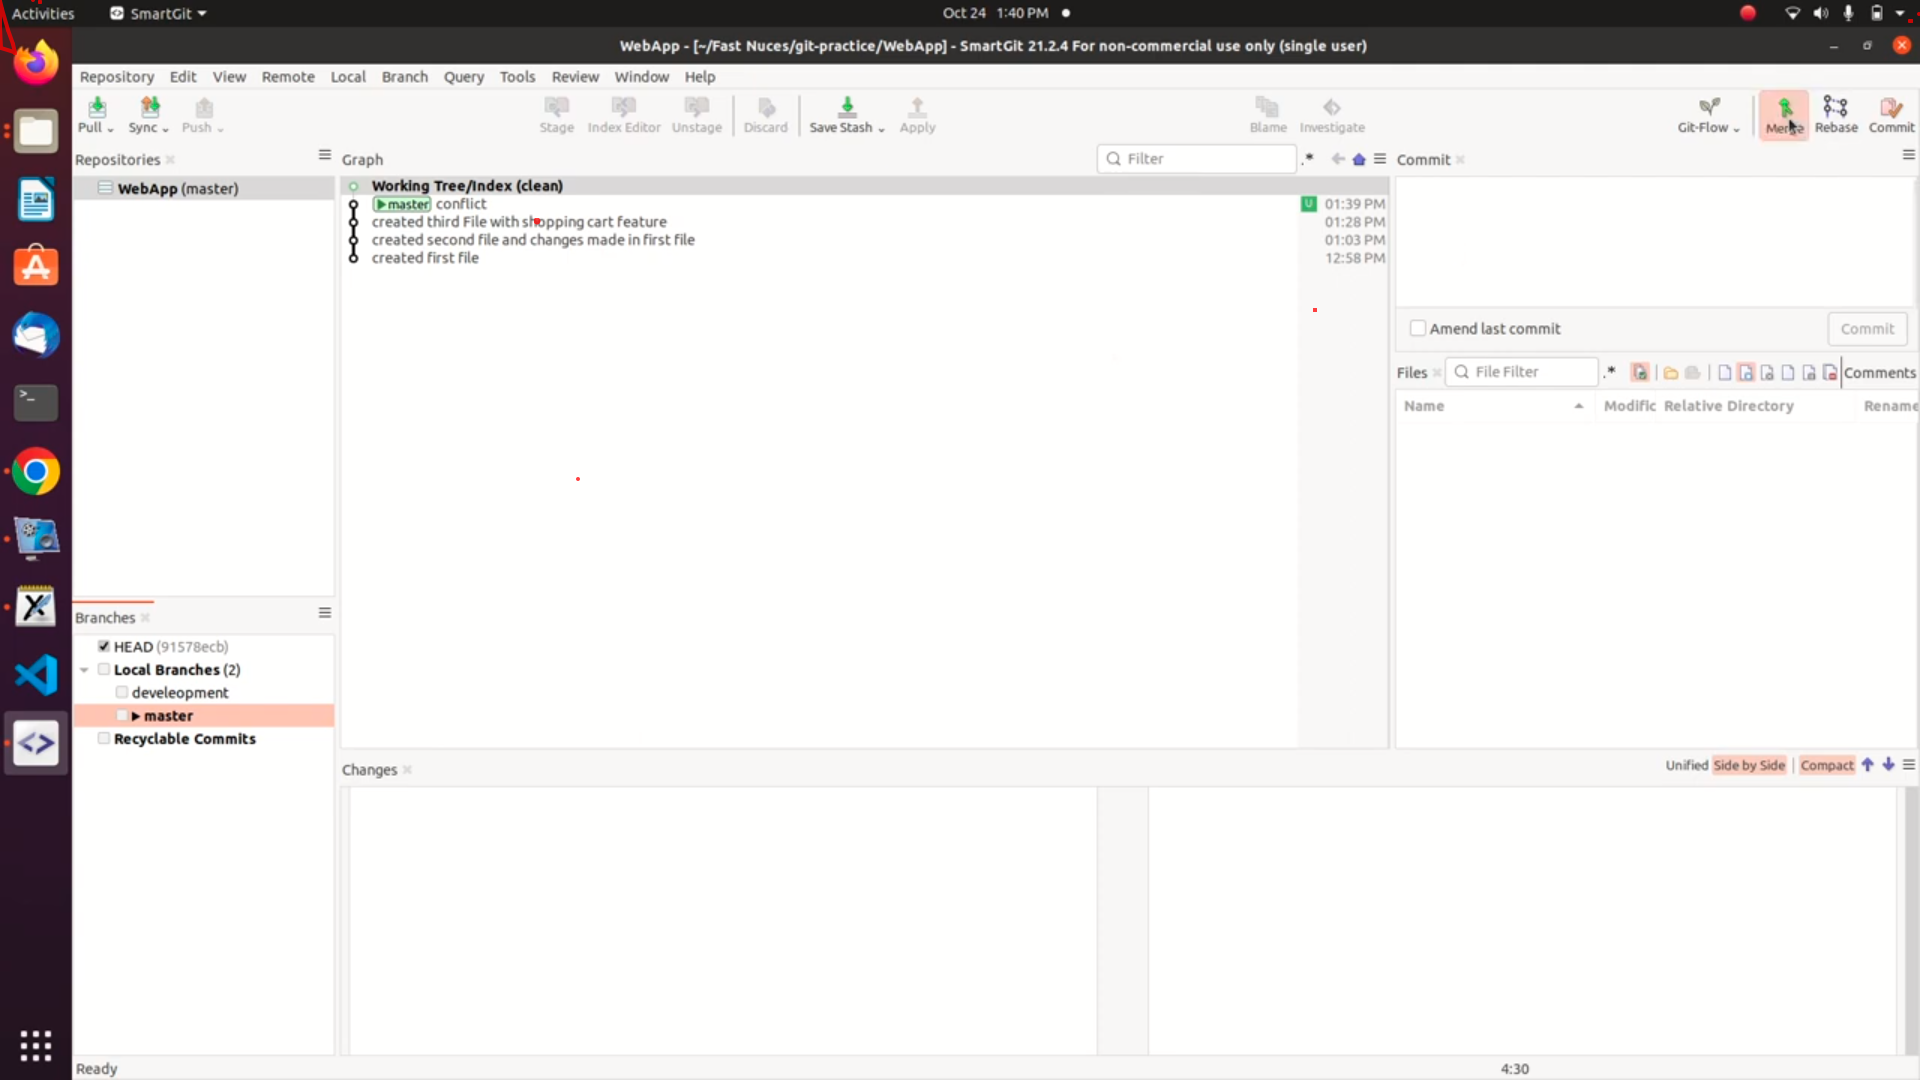 Activities
SmartGit
Oct 24 1:40 PM
WebApp - [~/Fast Nuces/git-practice/WebApp] - SmartGit 21.2.4 For non-commercial use only (single user)
Repository Edit View Remote Local Branch Query Tools Review Window Help
Pull Sync Push Stage Index Editor Unstage Discard Save Stash Apply Blame Investigate Git-Flow Merge Rebase Commit
Repositories
WebApp (master)
Graph
Filter
.*
Working Tree/Index (clean)
master conflict U 01:39 PM
created third File with shopping cart feature 01:28 PM
created second file and changes made in first file 01:03 PM
created first file 12:58 PM
Commit
Amend last commit
Commit
Files
File Filter
.*
Comments
Name Modific Relative Directory Rename
Branches
HEAD (91578ecb)
Local Branches (2)
develeopment
master
Recyclable Commits
Changes
Unified Side by Side Compact
Ready
4:30